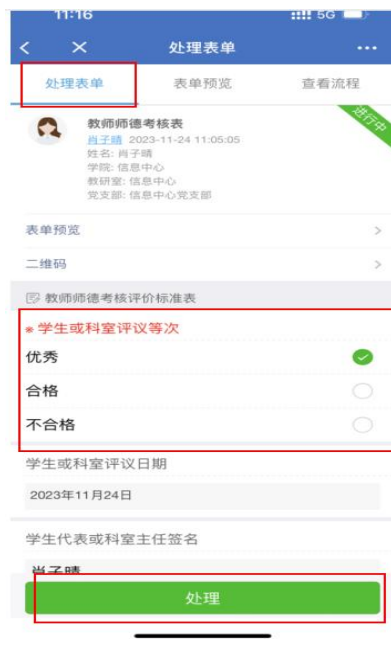 11:16
5G
处理表单
处理表单 表单预览 查看流程
进行中
教师师德考核表
肖子晴 2023-11-24 11:05:05
姓名: 肖子晴
学院: 信息中心
教研室: 信息中心
党支部: 信息中心党支部
表单预览
二维码
教师师德考核评价标准表
* 学生或科室评议等次
优秀
合格
不合格
学生或科室评议日期
2023年11月24日
学生代表或科室主任签名
肖子晴
处理